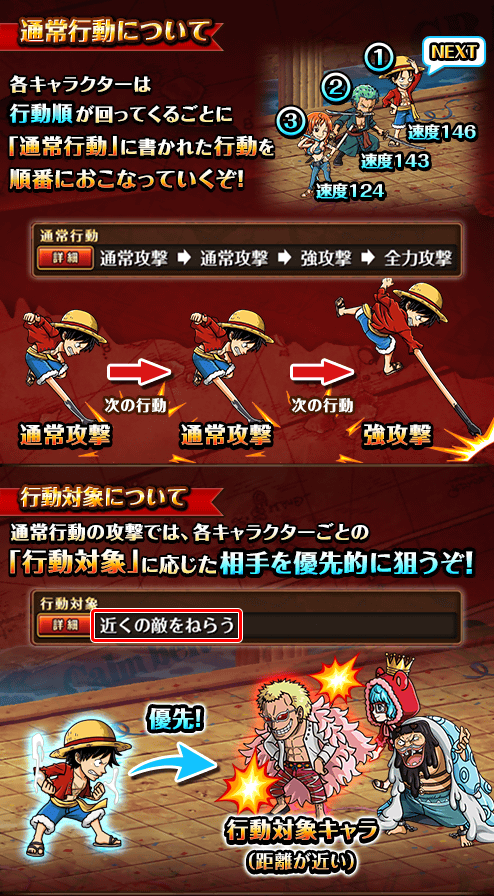 通常行動について
① NEXT
②
③
速度146
速度143
速度124
各キャラクターは
行動順が回ってくるごとに
「通常行動」に書かれた行動を
順番におこなっていくぞ!
通常行動
詳細 通常攻撃 ➡ 通常攻撃 ➡ 強攻撃 ➡ 全力攻撃
次の行動 次の行動
通常攻撃 通常攻撃 強攻撃
行動対象について
通常行動の攻撃では、各キャラクターごとの
「行動対象」に応じた相手を優先的に狙うぞ!
行動対象
詳細 近くの敵をねらう
優先!
行動対象キャラ
(距離が近い)